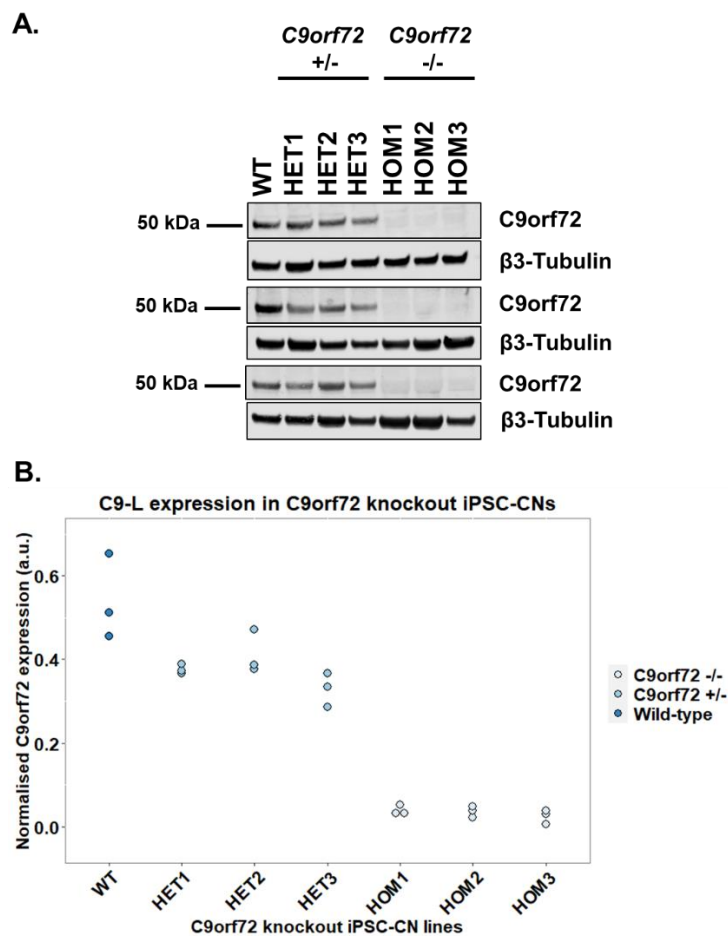 A.
C9orf72 C9orf72
+/- -/-
WT HET1 HET2 HET3 HOM1 HOM2 HOM3
50 kDa C9orf72
β3-Tubulin
50 kDa C9orf72
β3-Tubulin
50 kDa C9orf72
β3-Tubulin
B.
C9-L expression in C9orf72 knockout iPSC-CNs
Normalised C9orf72 expression (a.u.)
0.6
0.4
0.2
0.0
WT HET1 HET2 HET3 HOM1 HOM2 HOM3
C9orf72 knockout iPSC-CN lines
C9orf72 -/-
C9orf72 +/-
Wild-type